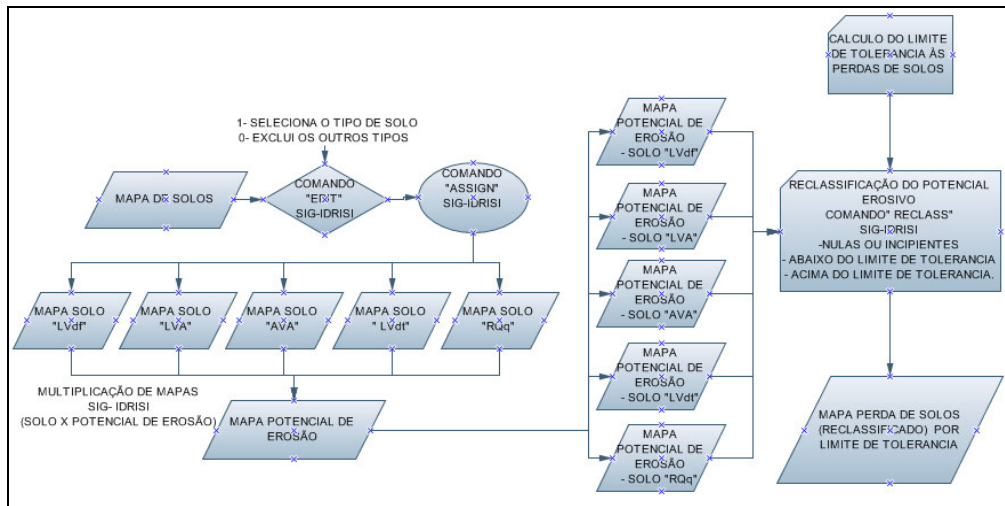 CALCULO DO LIMITE
DE TOLERANCIA ÀS
PERDAS DE SOLOS
1- SELECIONA O TIPO DE SOLO
0- EXCLUI OS OUTROS TIPOS
MAPA DE SOLOS
COMANDO
"EDIT"
SIG-IDRISI
COMANDO
"ASSIGN"
SIG-IDRISI
MAPA SOLO
"LVdf"
MAPA SOLO
"LVA"
MAPA SOLO
"AVA"
MAPA SOLO
" LVdt"
MAPA SOLO
"RQq"
MULTIPLICAÇÃO DE MAPAS
SIG- IDRISI
(SOLO X POTENCIAL DE EROSÃO)
MAPA POTENCIAL DE
EROSÃO
MAPA
POTENCIAL DE
EROSÃO
- SOLO "LVdf"
MAPA
POTENCIAL DE
EROSÃO
- SOLO "LVA"
MAPA
POTENCIAL DE
EROSÃO
- SOLO "AVA"
MAPA
POTENCIAL DE
EROSÃO
- SOLO "LVdt"
MAPA
POTENCIAL DE
EROSÃO
- SOLO "RQq"
RECLASSIFICAÇÃO DO POTENCIAL
EROSIVO
COMANDO" RECLASS"
SIG-IDRISI
-NULAS OU INCIPIENTES
- ABAIXO DO LIMITE DE TOLERANCIA
- ACIMA DO LIMITE DE TOLERANCIA.
MAPA PERDA DE SOLOS
(RECLASSIFICADO) POR
LIMITE DE TOLERANCIA